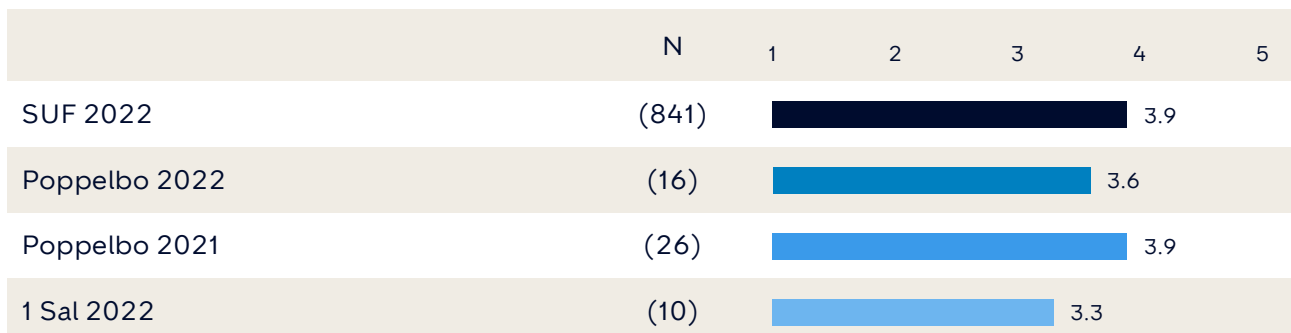 N 1 2 3 4 5
SUF 2022 (841) 3.9
Poppelbo 2022 (16) 3.6
Poppelbo 2021 (26) 3.9
1 Sal 2022 (10) 3.3